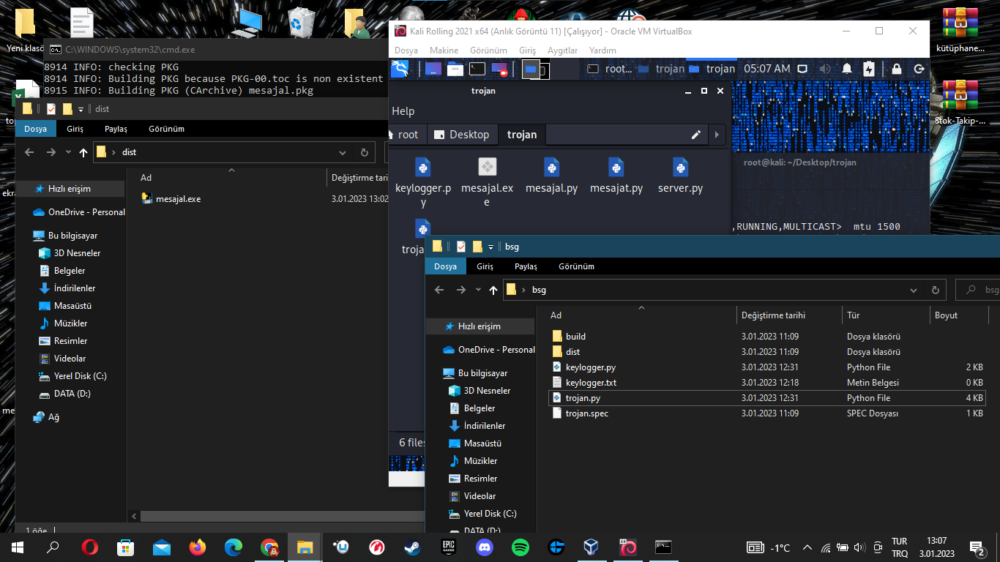 Yeni klasö
C:\WINDOWS\system32\cmd.exe
8914 INFO: checking PKG
8914 INFO: Building PKG because PKG-00.toc is non existent
8915 INFO: Building PKG (CArchive) mesajal.pkg
Kali Rolling 2021 x64 (Anlık Görüntü 11) [Çalışıyor] - Oracle VM VirtualBox
Dosya Makine Görünüm Giriş Aygıtlar Yardım
root... trojan trojan 05:07 AM
trojan
Help
root Desktop trojan
keylogger.py
mesajal.exe
mesajal.py
mesajat.py
server.py
troja
6 files
root@kali: ~/Desktop/trojan
,RUNNING,MULTICAST> mtu 1500
kütüphane...
Stok-Takip-...
to
ekra
me
dist
Dosya Giriş Paylaş Görünüm
dist
Ad Değiştirme tari
mesajal.exe 3.01.2023 13:02
Hızlı erişim
OneDrive - Personal
Bu bilgisayar
3D Nesneler
Belgeler
İndirilenler
Masaüstü
Müzikler
Resimler
Videolar
Yerel Disk (C:)
DATA (D:)
Ağ
1 öğe
bsg
Dosya Giriş Paylaş Görünüm
bsg
bsg
Ad Değiştirme tarihi Tür Boyut
build 3.01.2023 11:09 Dosya klasörü
dist 3.01.2023 11:09 Dosya klasörü
keylogger.py 3.01.2023 12:31 Python File 2 KB
keylogger.txt 3.01.2023 12:18 Metin Belgesi 0 KB
trojan.py 3.01.2023 12:31 Python File 4 KB
trojan.spec 3.01.2023 11:09 SPEC Dosyası 1 KB
Hızlı erişim
OneDrive - Personal
Bu bilgisayar
3D Nesneler
Belgeler
İndirilenler
Masaüstü
Müzikler
Resimler
Videolar
Yerel Disk (C:)
DATA (D:)
EPIC GAMES
-1°C
TUR
TRQ
13:07
3.01.2023
2